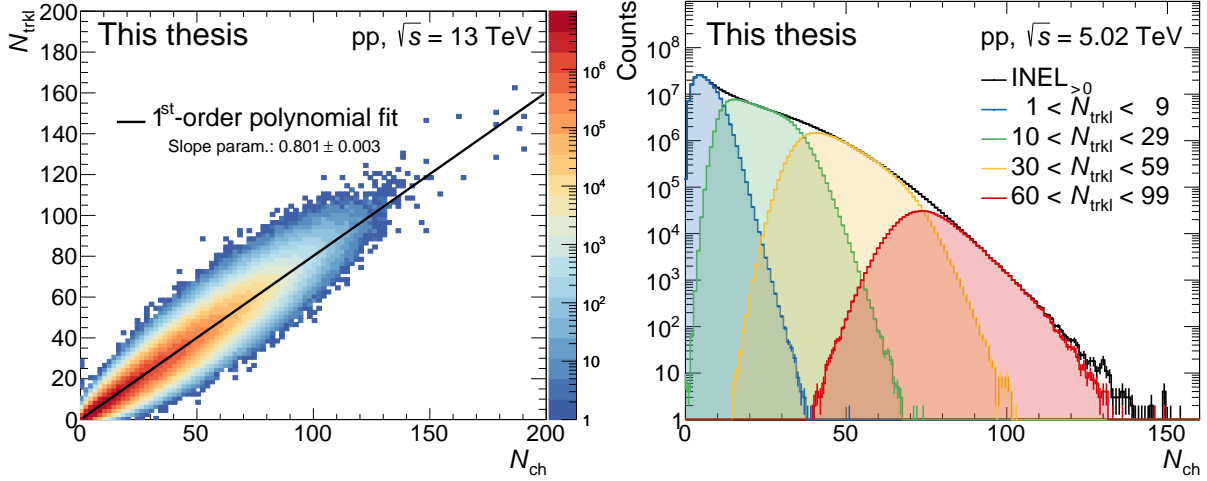 This thesis
pp, √s = 13 TeV
1st-order polynomial fit
Slope param.: 0.801 ± 0.003
N_trkl
160
140
120
100
80
60
40
20
0
0 50 100 150 200
N_ch
10^6
10^5
10^4
10^3
10^2
10
1
This thesis
pp, √s = 5.02 TeV
INEL_>0
1 < N_trkl < 9
10 < N_trkl < 29
30 < N_trkl < 59
60 < N_trkl < 99
Counts
10^8
10^7
10^6
10^5
10^4
10^3
10^2
10
1
0 50 100 150
N_ch